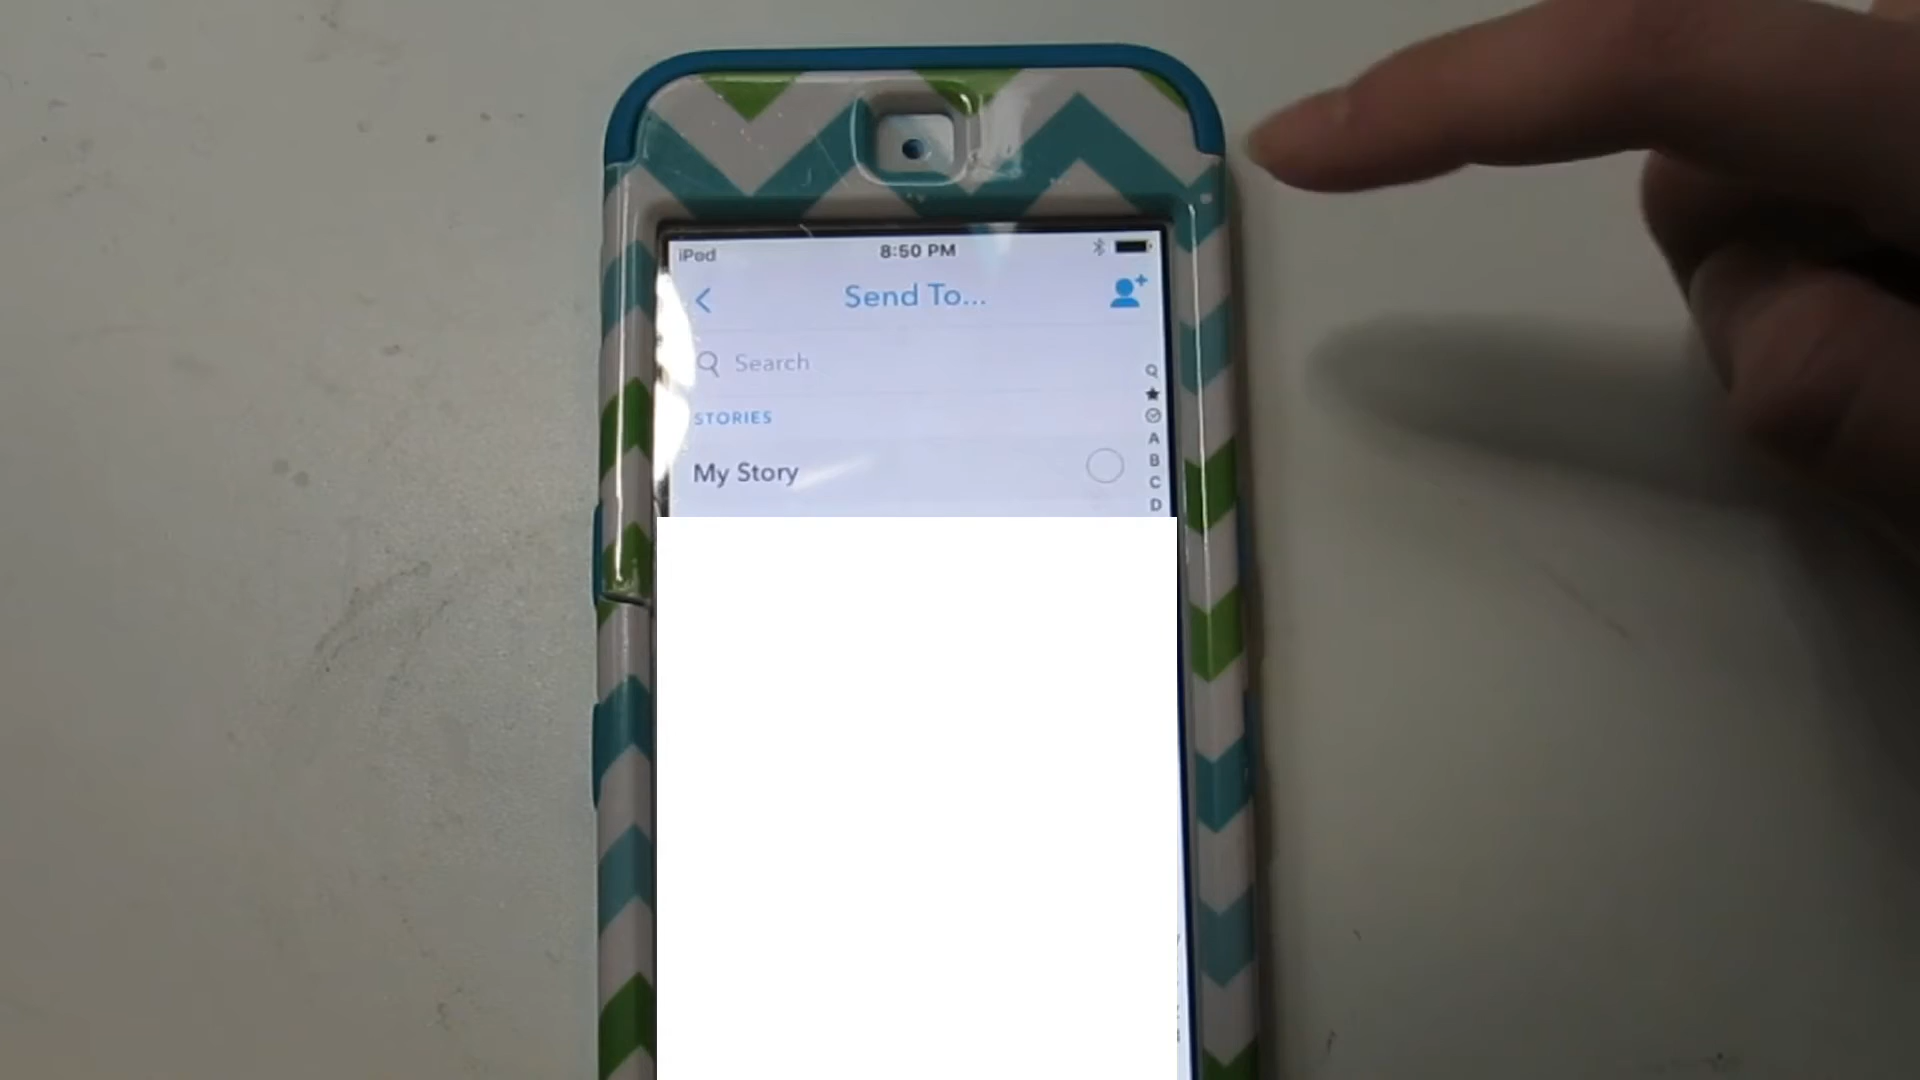 iPod 8:50 PM
Send To...
Search
STORIES
My Story
A
B
C
D